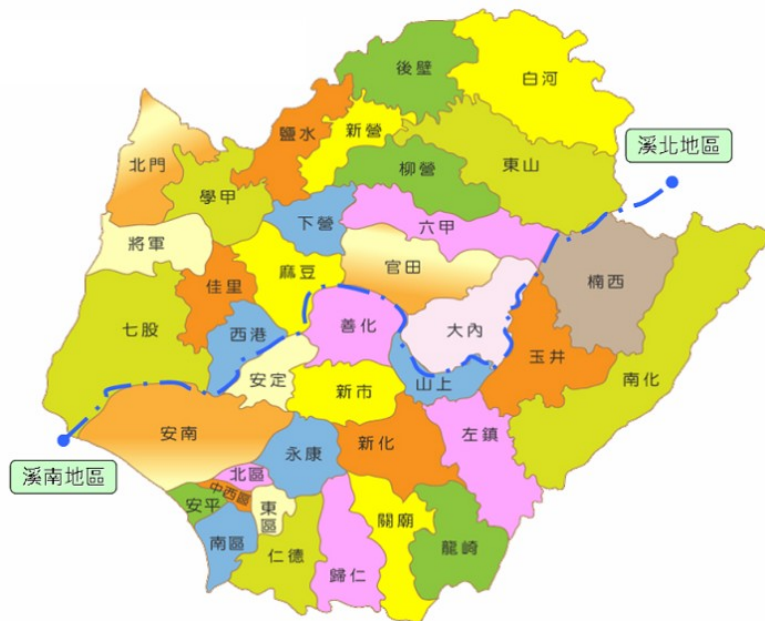 後壁
白河
鹽水
新營
北門
柳營
東山
溪北地區
學甲
下營
六甲
將軍
麻豆
官田
佳里
楠西
七股
西港
善化
大內
玉井
安定
山上
南化
新市
安南
永康
新化
左鎮
溪南地區
北區
中西區
安平
東區
關廟
南區
仁德
歸仁
龍崎